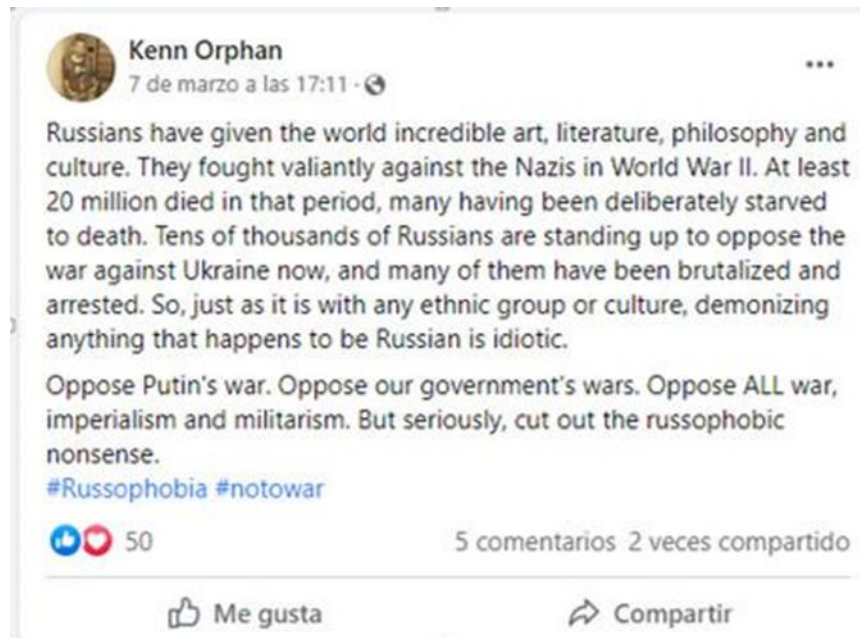 Kenn Orphan
7 de marzo a las 17:11 ·
Russians have given the world incredible art, literature, philosophy and
culture. They fought valiantly against the Nazis in World War II. At least
20 million died in that period, many having been deliberately starved
to death. Tens of thousands of Russians are standing up to oppose the
war against Ukraine now, and many of them have been brutalized and
arrested. So, just as it is with any ethnic group or culture, demonizing
anything that happens to be Russian is idiotic.
Oppose Putin's war. Oppose our government's wars. Oppose ALL war,
imperialism and militarism. But seriously, cut out the russophobic
nonsense.
#Russophobia #notowar
50 5 comentarios 2 veces compartido
Me gusta Compartir